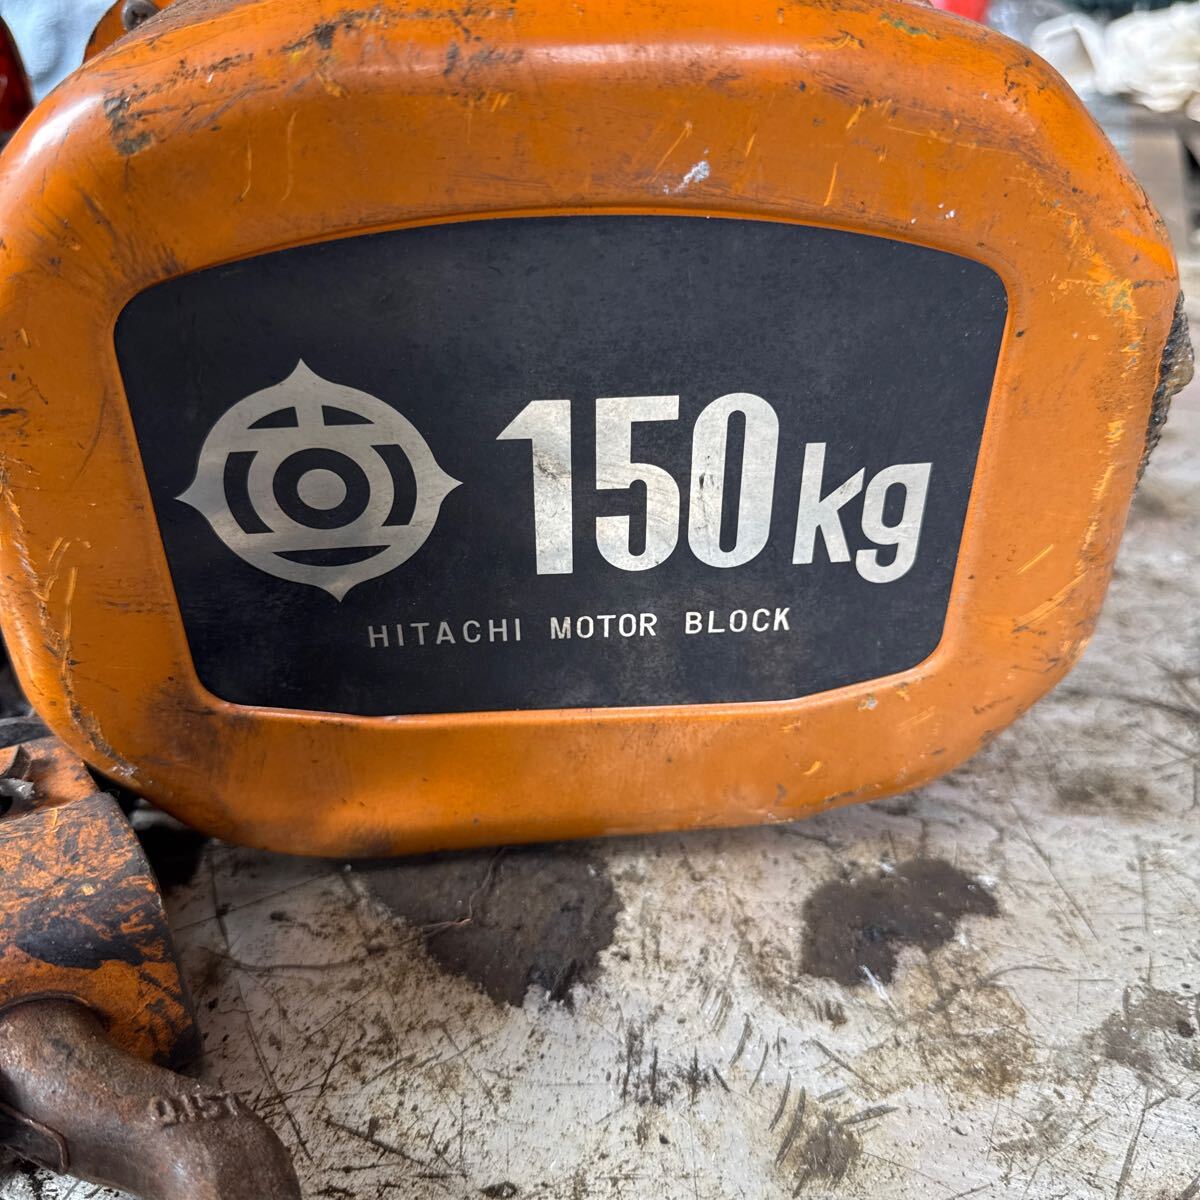 150kg
HITACHI MOTOR BLOCK
0.15T